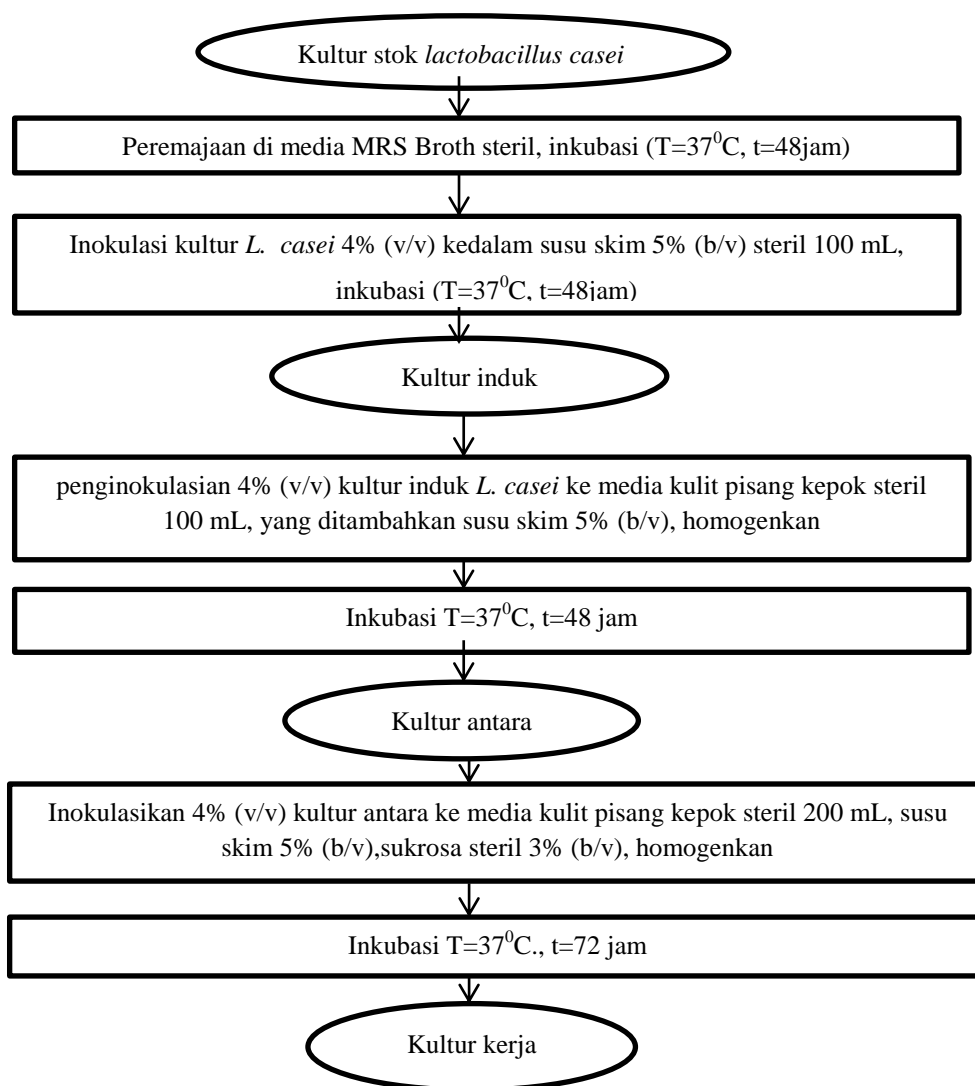 Kultur stok lactobacillus casei
Peremajaan di media MRS Broth steril, inkubasi (T=37⁰C, t=48jam)
Inokulasi kultur L. casei 4% (v/v) kedalam susu skim 5% (b/v) steril 100 mL,
inkubasi (T=37⁰C, t=48jam)
Kultur induk
penginokulasian 4% (v/v) kultur induk L. casei ke media kulit pisang kepok steril
100 mL, yang ditambahkan susu skim 5% (b/v), homogenkan
Inkubasi T=37⁰C, t=48 jam
Kultur antara
Inokulasikan 4% (v/v) kultur antara ke media kulit pisang kepok steril 200 mL, susu
skim 5% (b/v),sukrosa steril 3% (b/v), homogenkan
Inkubasi T=37⁰C., t=72 jam
Kultur kerja